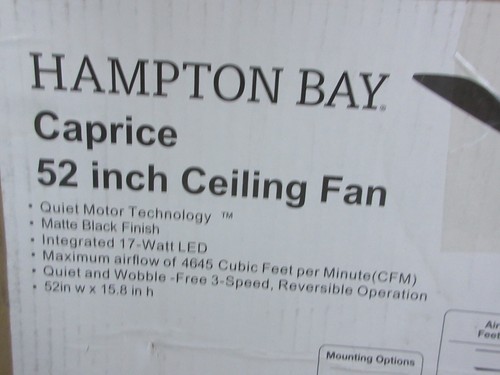 HAMPTON BAY®
Caprice
52 inch Ceiling Fan
• Quiet Motor Technology ™
• Matte Black Finish
• Integrated 17-Watt LED
• Maximum airflow of 4645 Cubic Feet per Minute(CFM)
• Quiet and Wobble -Free 3-Speed, Reversible Operation
• 52in w x 15.8 in h
Mounting Options
Air
Feet